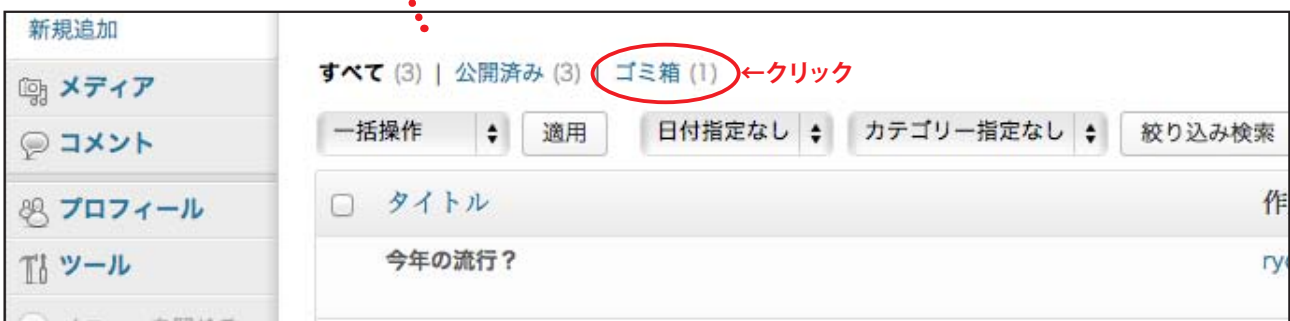 新規追加
すべて (3) | 公開済み (3) | ゴミ箱 (1) ←クリック
メディア
一括操作 適用 日付指定なし カテゴリー指定なし 絞り込み検索
コメント
プロフィール
タイトル 作
ツール
今年の流行? ry